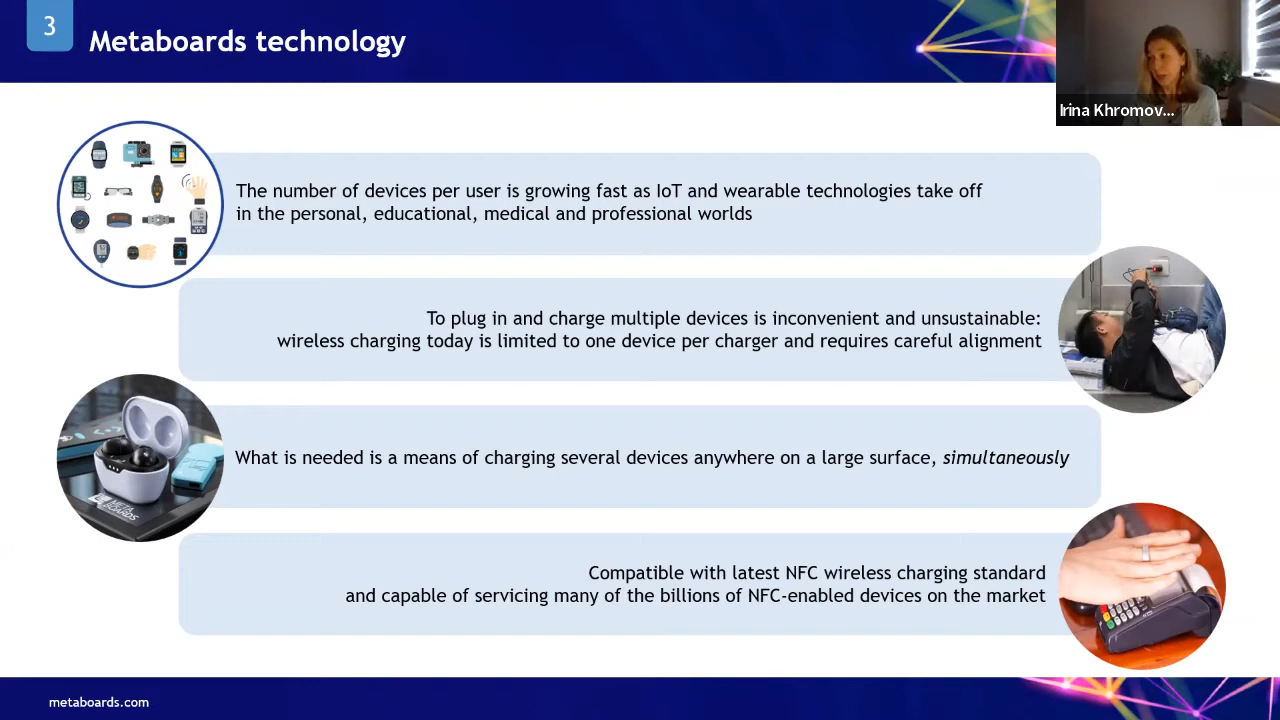 3
Metaboards technology
Irina Khromov...
The number of devices per user is growing fast as IoT and wearable technologies take off
in the personal, educational, medical and professional worlds
To plug in and charge multiple devices is inconvenient and unsustainable:
wireless charging today is limited to one device per charger and requires careful alignment
What is needed is a means of charging several devices anywhere on a large surface, simultaneously
META
BOARDS
Compatible with latest NFC wireless charging standard
and capable of servicing many of the billions of NFC-enabled devices on the market
metaboards.com